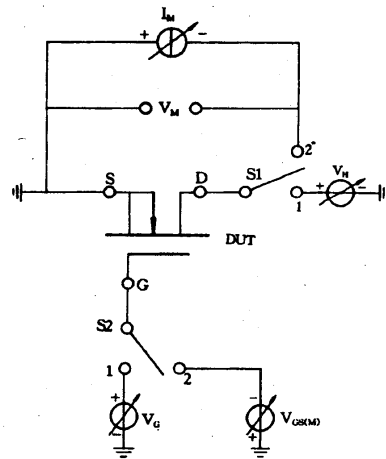 I_M
+ −
V_M
2
S D S1 V_H
+ −
1
DUT
G
S2
1 2
+ −
V_G V_GS(M)
− +